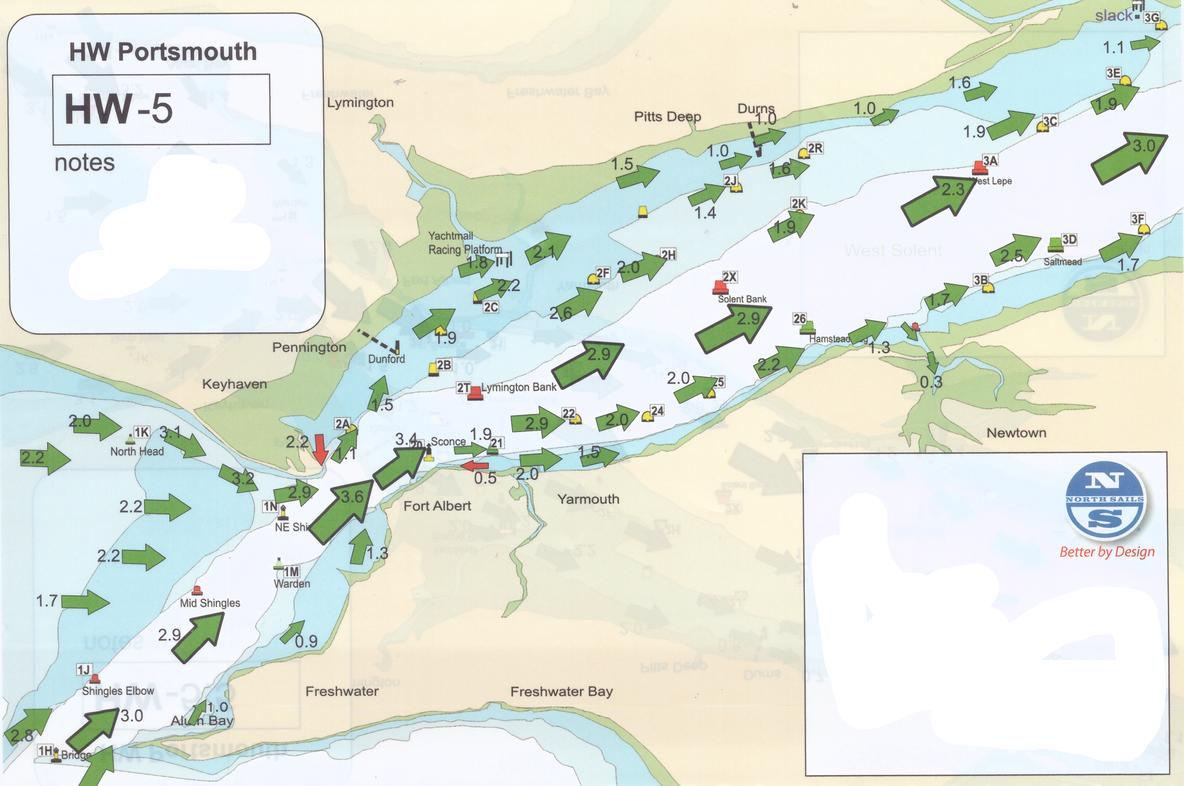 HW Portsmouth
HW-5
notes
slack
3G
1.1
3E
1.9
1.6
1.0
3C
1.9
3A
West Lepe
2.3
3.0
3F
1.7
3D
Saltmead
2.5
3B
1.7
Lymington
Pitts Deep
Durns
1.0
1.0
2R
1.6
2J
1.4
1.5
2K
1.9
West Solent
Yachtmail
Racing Platform
1.8
2.1
2.2
2C
2F
2.0
2H
2.6
2X
Solent Bank
2.9
26
Hamstead
1.3
2.2
0.3
Newtown
Pennington
Dunford
1.9
2B
2.9
2T
Lymington Bank
2.0
25
Keyhaven
1.5
2A
2.2
1.1
3.4
20
Sconce
1.9
21
2.9
22
2.0
24
0.5
2.0
1.5
Yarmouth
Fort Albert
2.0
1K
North Head
3.1
2.2
3.2
2.9
3.6
1N
NE Shi
2.2
2.2
1.3
1M
Warden
1.7
Mid Shingles
2.9
0.9
1J
Shingles Elbow
Freshwater
Freshwater Bay
3.0
1.0
Alum Bay
2.8
1H
Bridge
N
NORTH SAILS
S
Better by Design